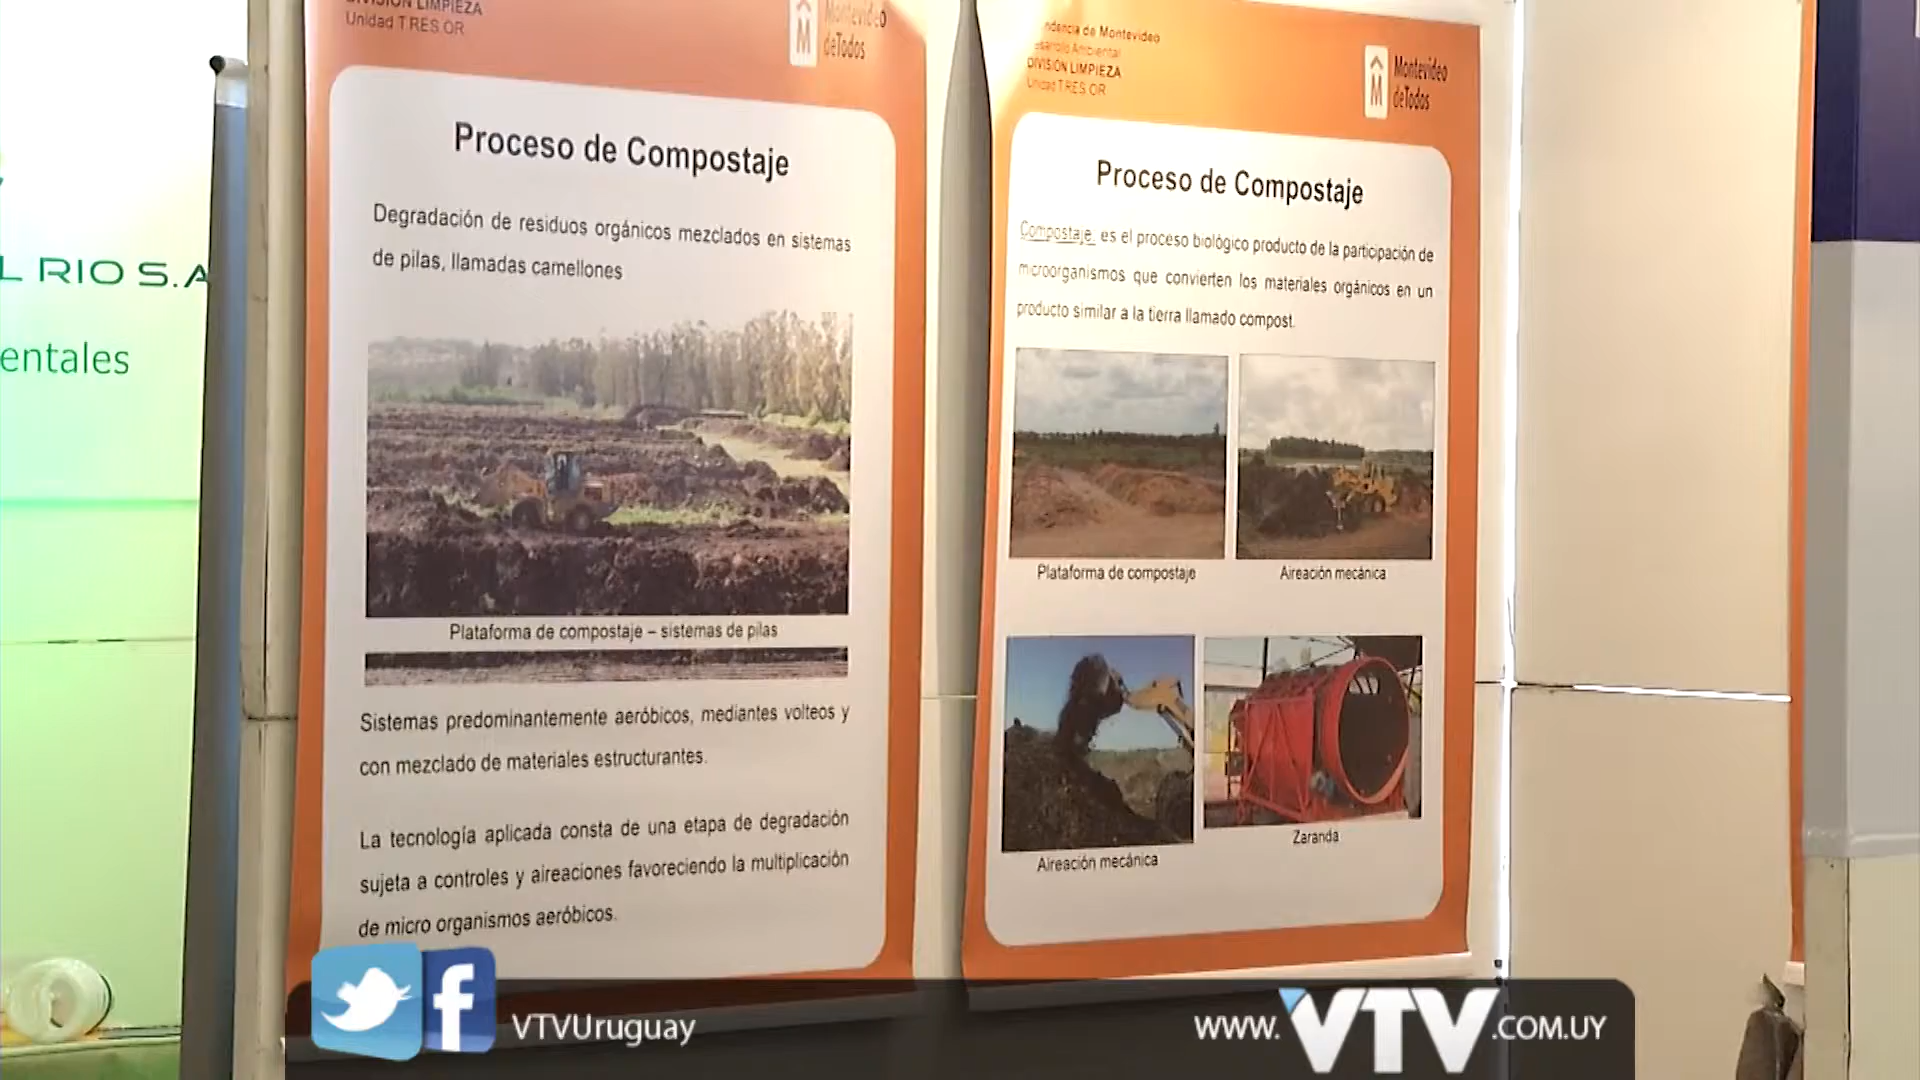 DIVISIÓN LIMPIEZA
Unidad TRES OR
Montevideo
deTodos
Proceso de Compostaje
Degradación de residuos orgánicos mezclados en sistemas
de pilas, llamadas camellones
Plataforma de compostaje – sistemas de pilas
Sistemas predominantemente aeróbicos, mediantes volteos y
con mezclado de materiales estructurantes.
La tecnología aplicada consta de una etapa de degradación
sujeta a controles y aireaciones favoreciendo la multiplicación
de micro organismos aeróbicos.
de Montevideo
Ambiental
DIVISIÓN LIMPIEZA
Unidad TRES OR
M
Montevideo
deTodos
Proceso de Compostaje
Compostaje es el proceso biológico producto de la participación de
microorganismos que convierten los materiales orgánicos en un
producto similar a la tierra llamado compost.
Plataforma de compostaje
Aireación mecánica
Aireación mecánica
Zaranda
L RIO S.A
entales
VTVUruguay
WWW.VTV.COM.UY